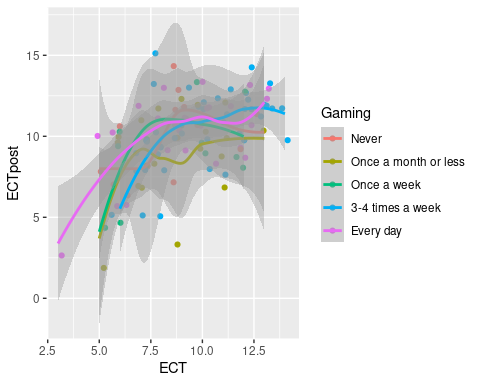 15
10
5
0
2.5 5.0 7.5 10.0 12.5
ECT
ECTpost
Gaming
Never
Once a month or less
Once a week
3-4 times a week
Every day